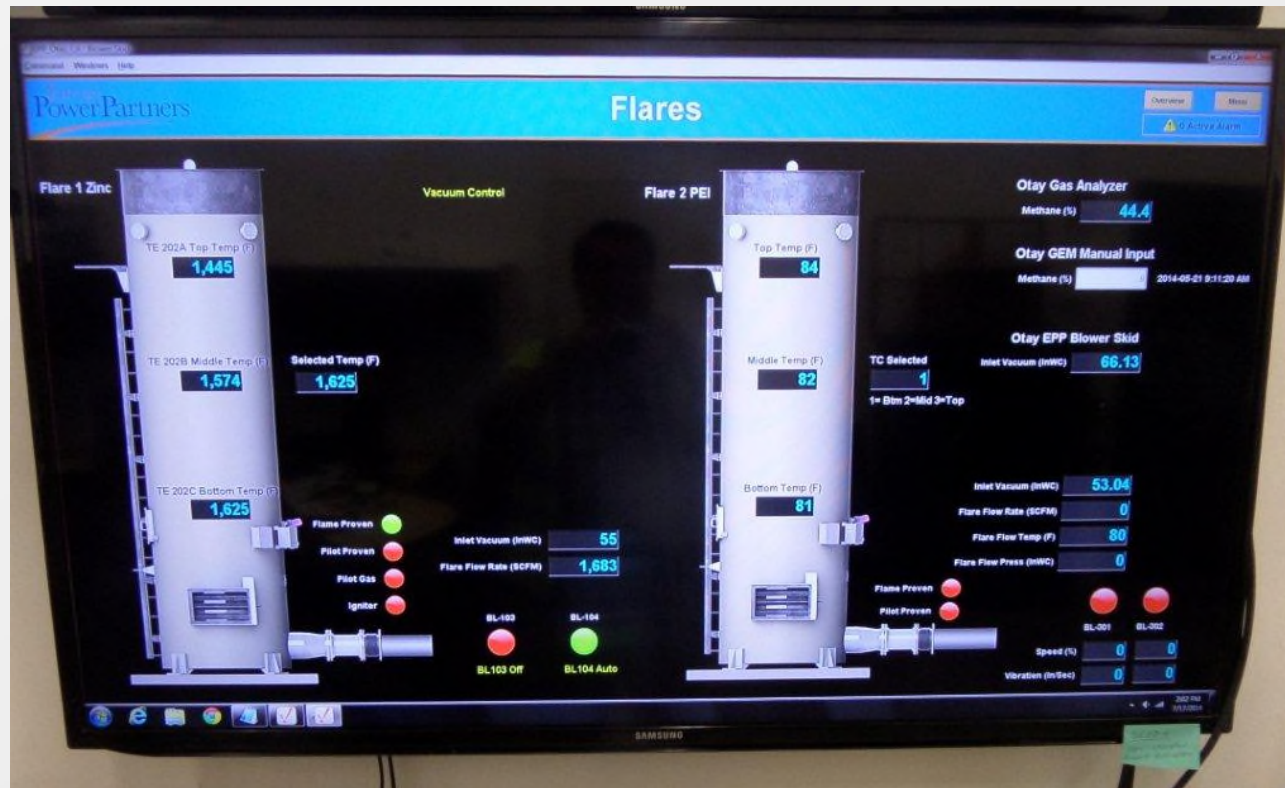 SAMSUNG
Command Windows Help
PowerPartners
Flares
Overview
Menu
0 Active Alarm
Flare 1 Zinc
Vacuum Control
TE 202A Top Temp (F)
1,445
TE 202B Middle Temp (F)
1,574
Selected Temp (F)
1,625
TE 202C Bottom Temp (F)
1,625
Flame Proven
Pilot Proven
Pilot Gas
Igniter
Inlet Vacuum (InWC) 55
Flare Flow Rate (SCFM) 1,683
BL-103 BL-104
BL103 Off BL104 Auto
Flare 2 PEI
Top Temp (F)
84
Middle Temp (F)
82
TC Selected
1
1= Btm 2=Mid 3=Top
Bottom Temp (F)
81
Flame Proven
Pilot Proven
Otay Gas Analyzer
Methane (%) 44.4
Otay GEM Manual Input
Methane (%) 2014-05-21 9:11:20 AM
Otay EPP Blower Skid
Inlet Vacuum (InWC) 66.13
Inlet Vacuum (InWC) 53.04
Flare Flow Rate (SCFM) 0
Flare Flow Temp (F) 80
Flare Flow Press (InWC) 0
BL-301 BL-302
Speed (%) 0 0
Vibration (In/Sec) 0 0
SAMSUNG